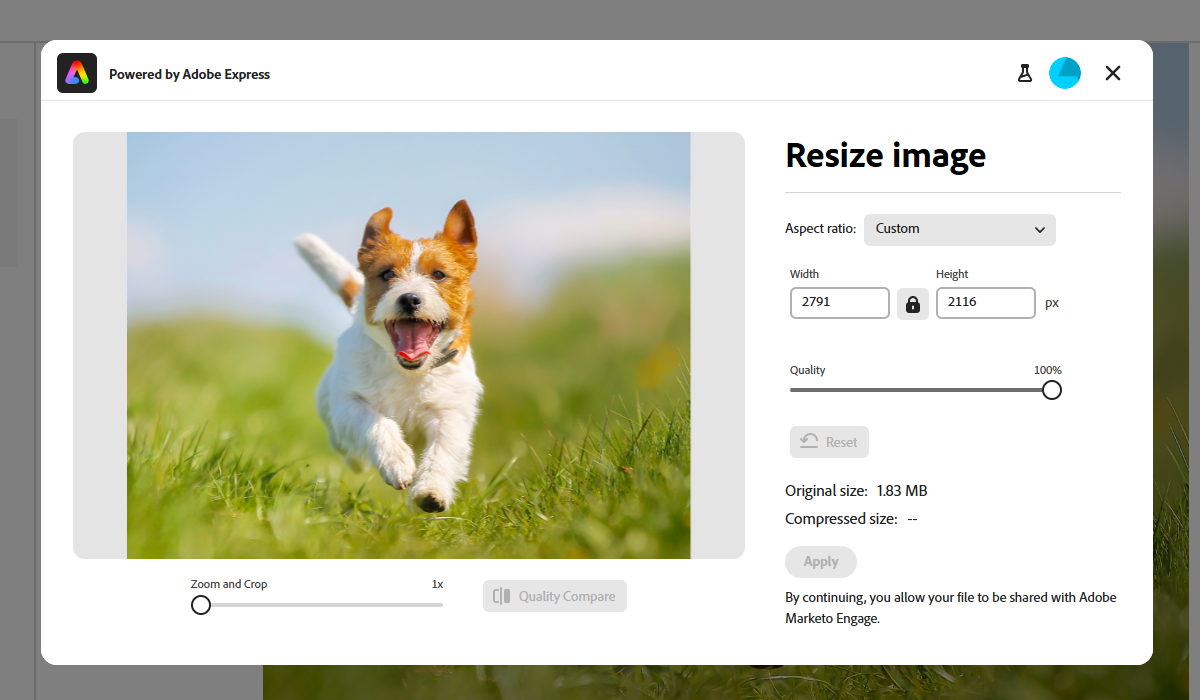 Powered by Adobe Express
Resize image
Aspect ratio: Custom
Width
Height
2791
2116
px
Quality
100%
Reset
Original size: 1.83 MB
Compressed size: --
Apply
By continuing, you allow your file to be shared with Adobe
Marketo Engage.
Zoom and Crop
1x
Quality Compare